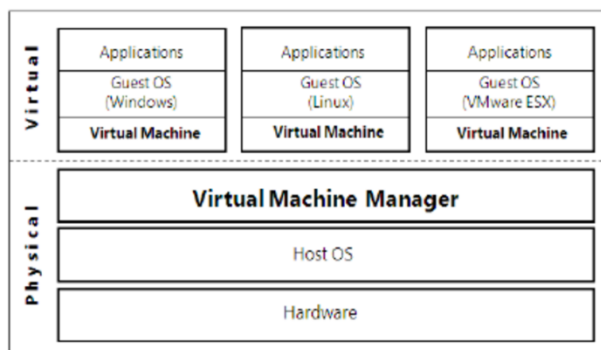 Virtual
Applications
Guest OS
(Windows)
Virtual Machine
Applications
Guest OS
(Linux)
Virtual Machine
Applications
Guest OS
(VMware ESX)
Virtual Machine
Physical
Virtual Machine Manager
Host OS
Hardware